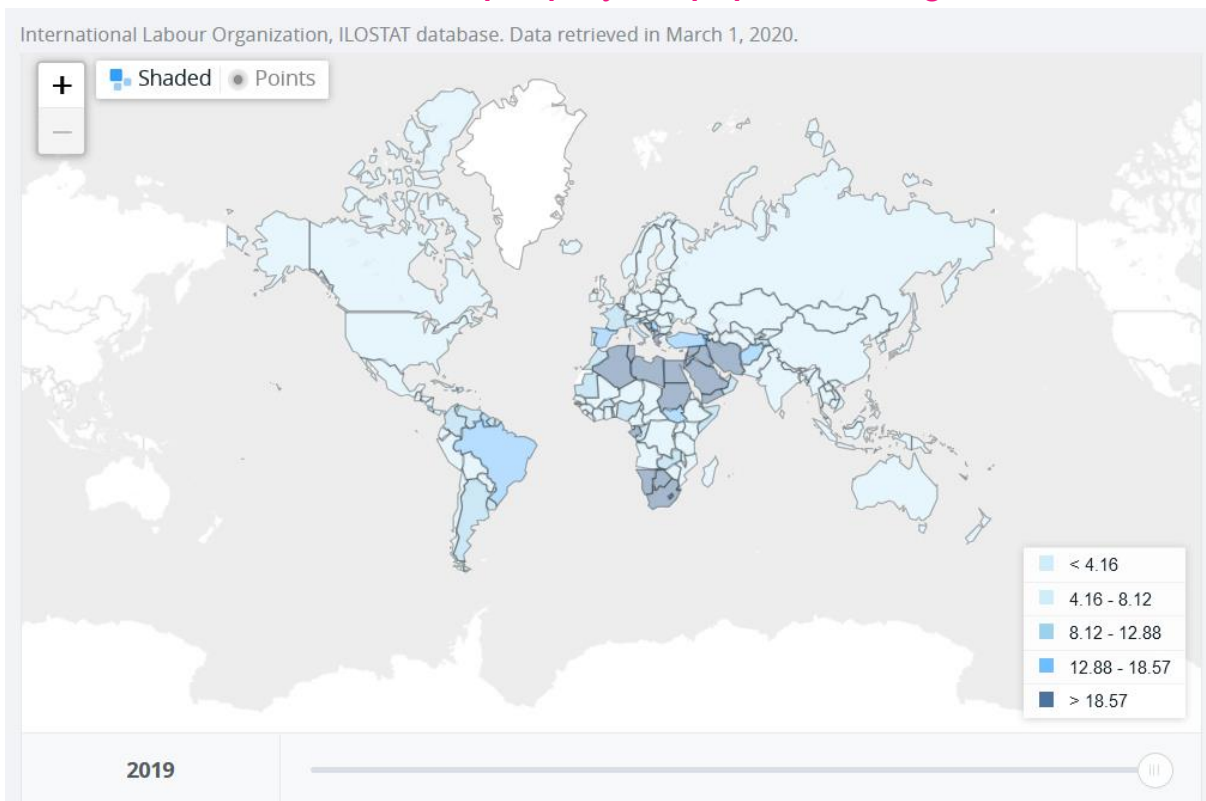 International Labour Organization, ILOSTAT database. Data retrieved in March 1, 2020.
+
Shaded
Points
−
< 4.16
4.16 - 8.12
8.12 - 12.88
12.88 - 18.57
> 18.57
2019